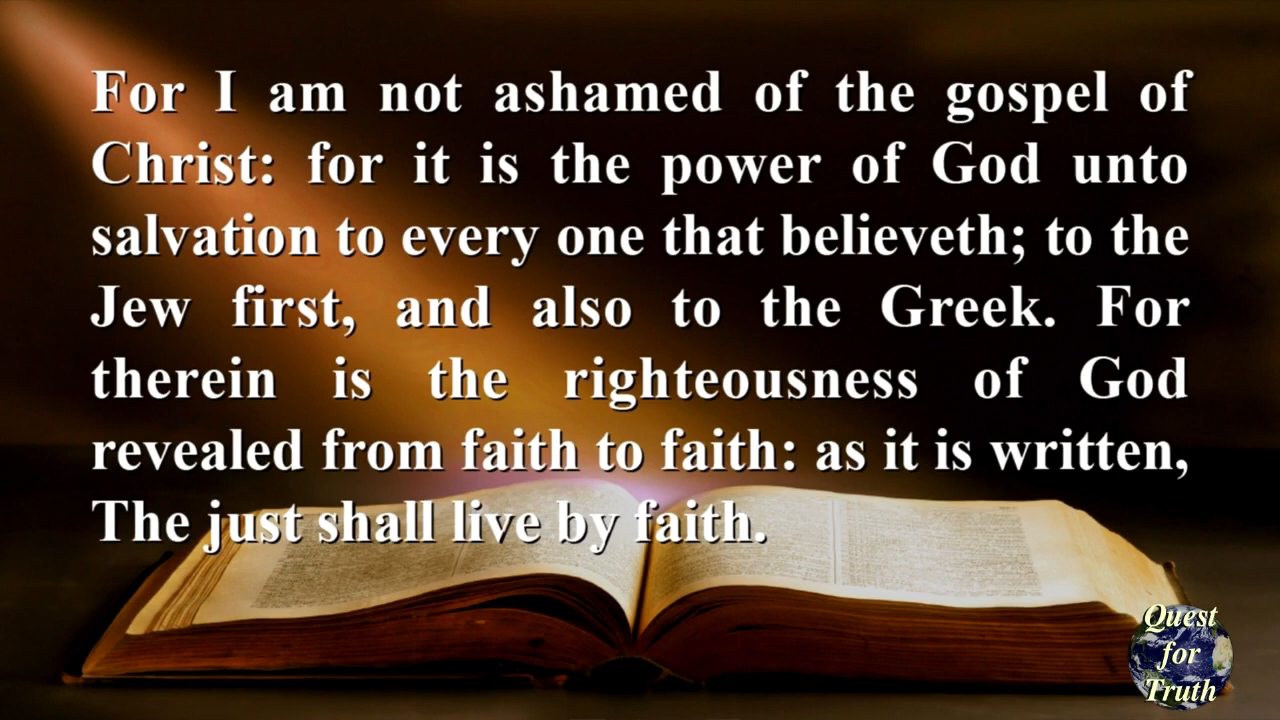 For I am not ashamed of the gospel of
Christ: for it is the power of God unto
salvation to every one that believeth; to the
Jew first, and also to the Greek. For
therein is the righteousness of God
revealed from faith to faith: as it is written,
The just shall live by faith.
Quest
for
Truth